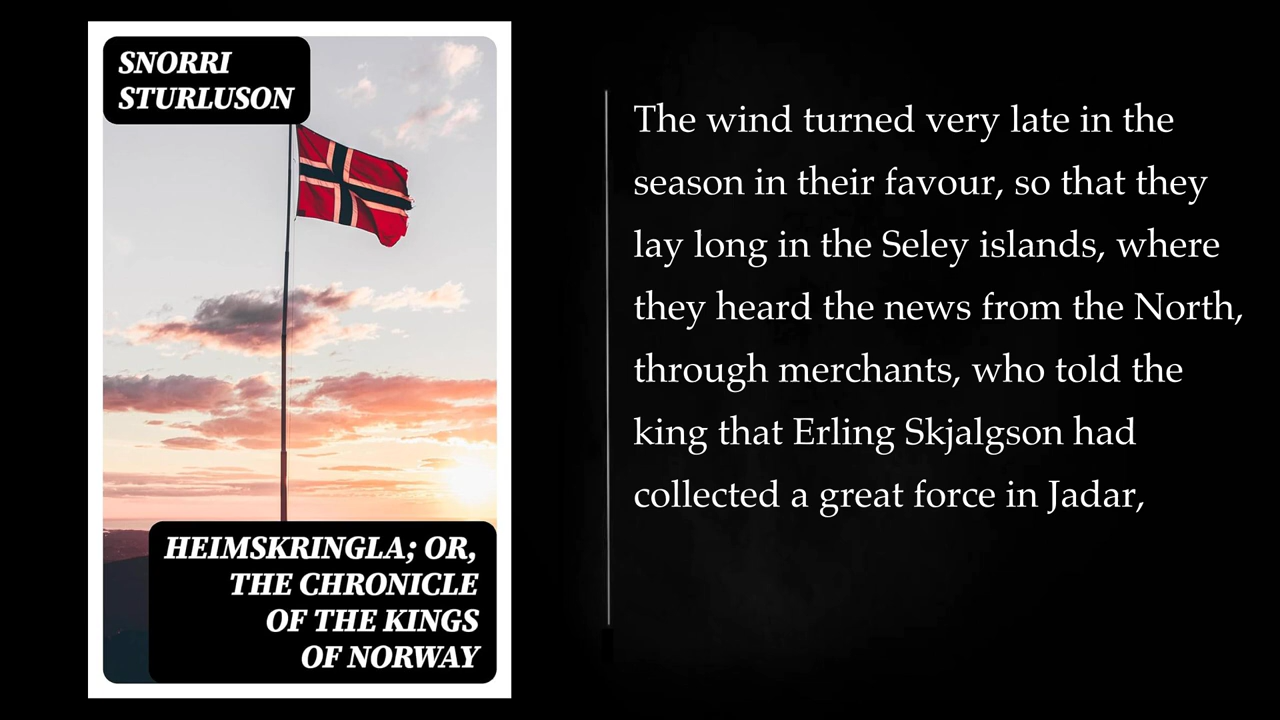 SNORRI
STURLUSON
HEIMSKRINGLA; OR,
THE CHRONICLE
OF THE KINGS
OF NORWAY
The wind turned very late in the
season in their favour, so that they
lay long in the Seley islands, where
they heard the news from the North,
through merchants, who told the
king that Erling Skjalgson had
collected a great force in Jadar,